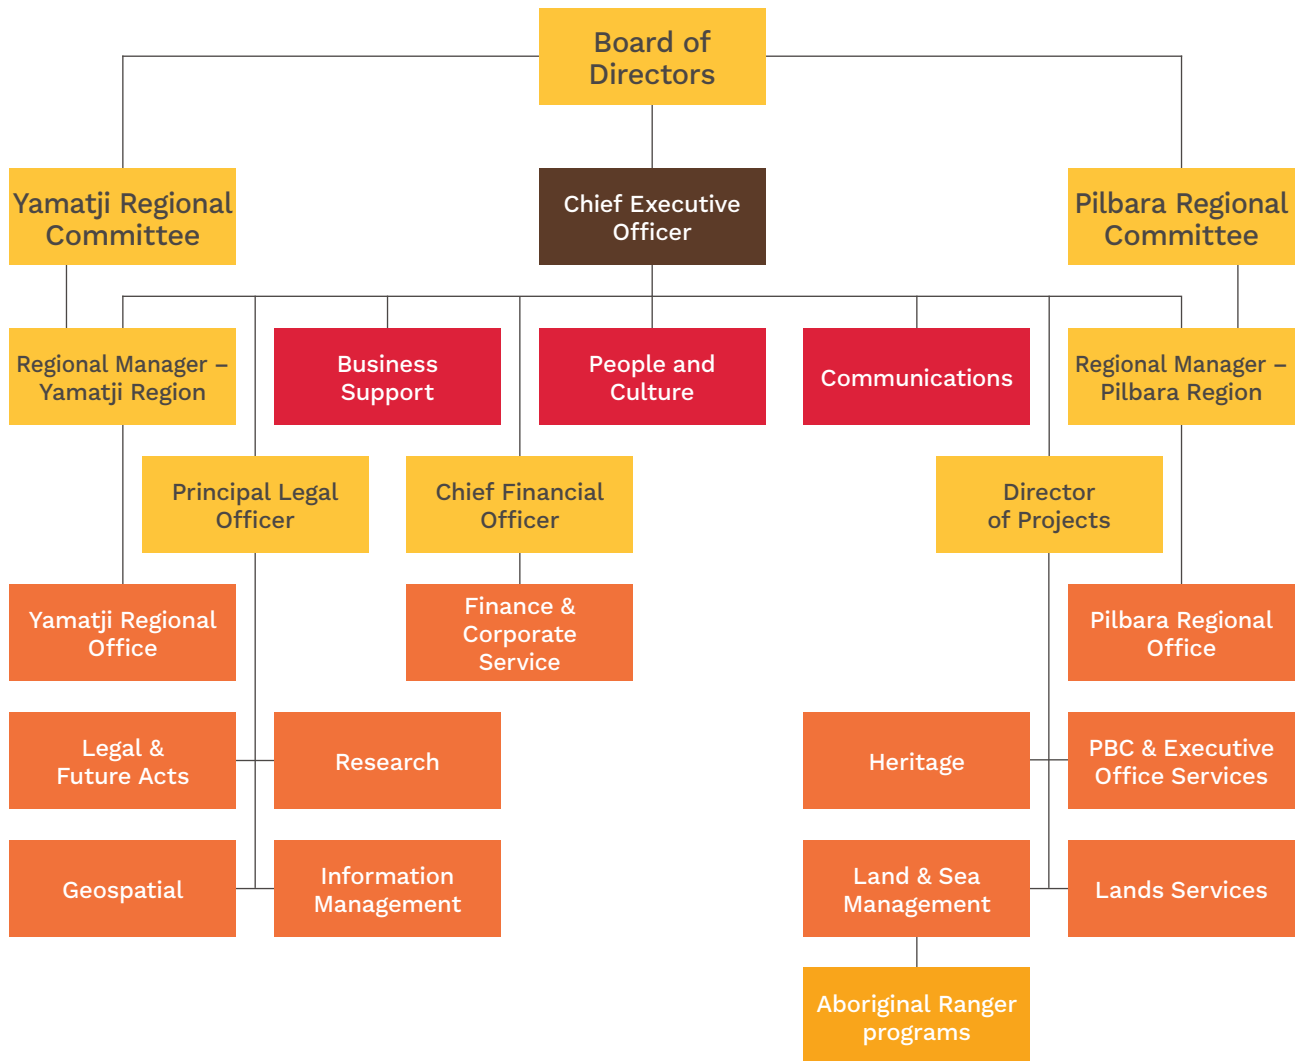 Board of
Directors
Yamatji Regional
Committee
Chief Executive
Officer
Pilbara Regional
Committee
Regional Manager –
Yamatji Region
Business
Support
People and
Culture
Communications
Regional Manager –
Pilbara Region
Principal Legal
Officer
Chief Financial
Officer
Director
of Projects
Yamatji Regional
Office
Finance &
Corporate
Service
Pilbara Regional
Office
Legal &
Future Acts
Research
Heritage
PBC & Executive
Office Services
Geospatial
Information
Management
Land & Sea
Management
Lands Services
Aboriginal Ranger
programs